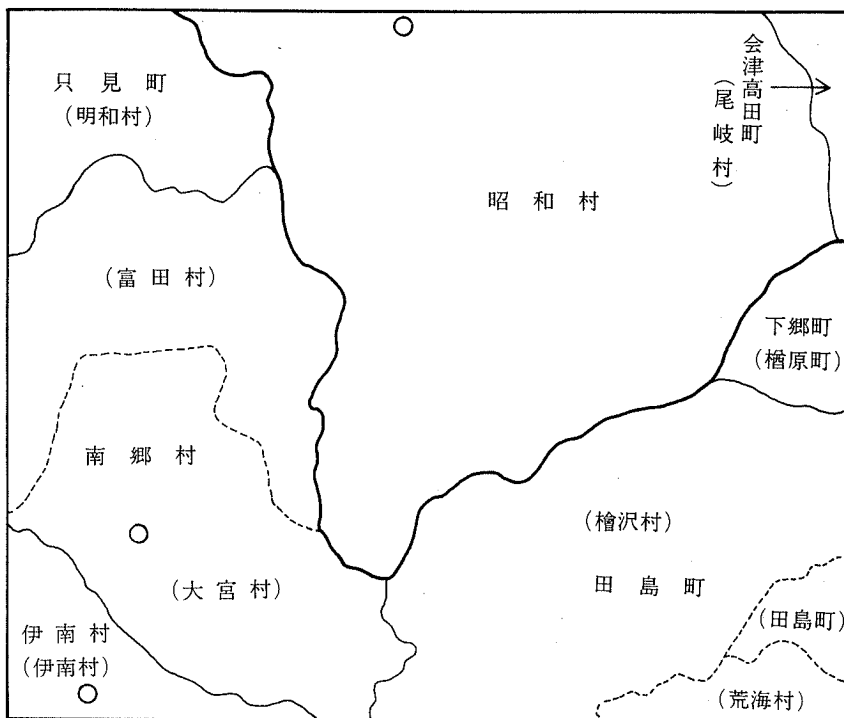 只見町
(明和村)
会津高田町
(尾岐村)
昭和村
(富田村)
下郷町
(楢原町)
南郷村
(大宮村)
(檜沢村)
田島町
(田島町)
(荒海村)
伊南村
(伊南村)